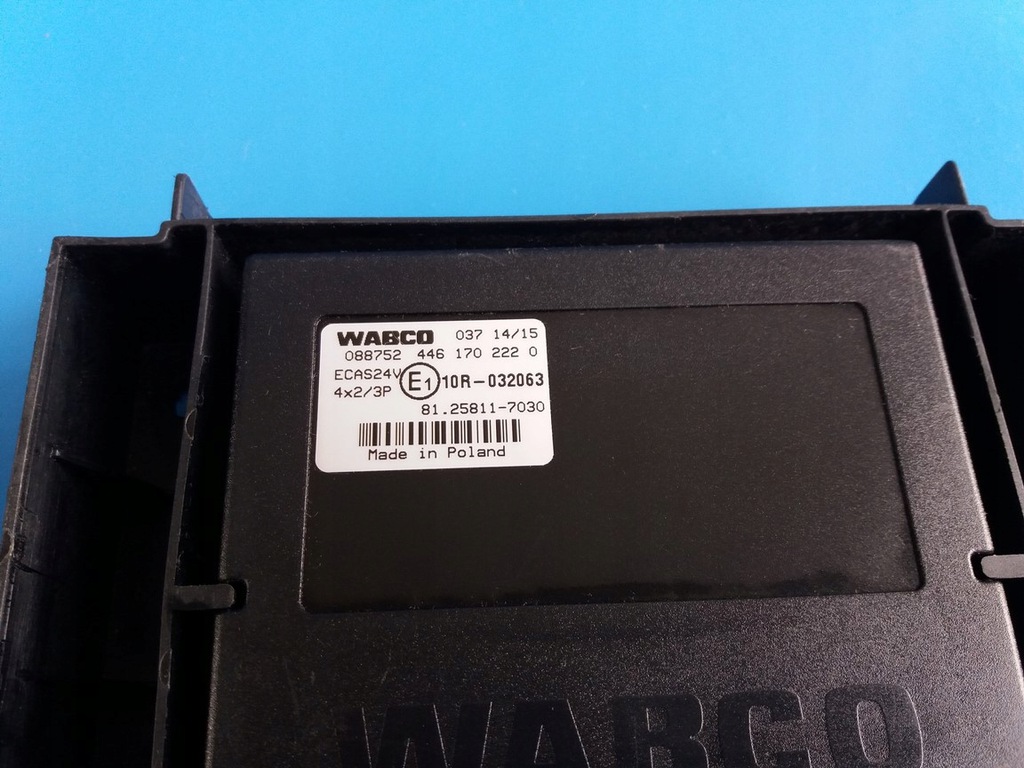 WABCO 037 14/15
088752 446 170 222 0
ECAS24V E1 10R-032063
4x2/3P
81.25811-7030
Made in Poland
WABCO